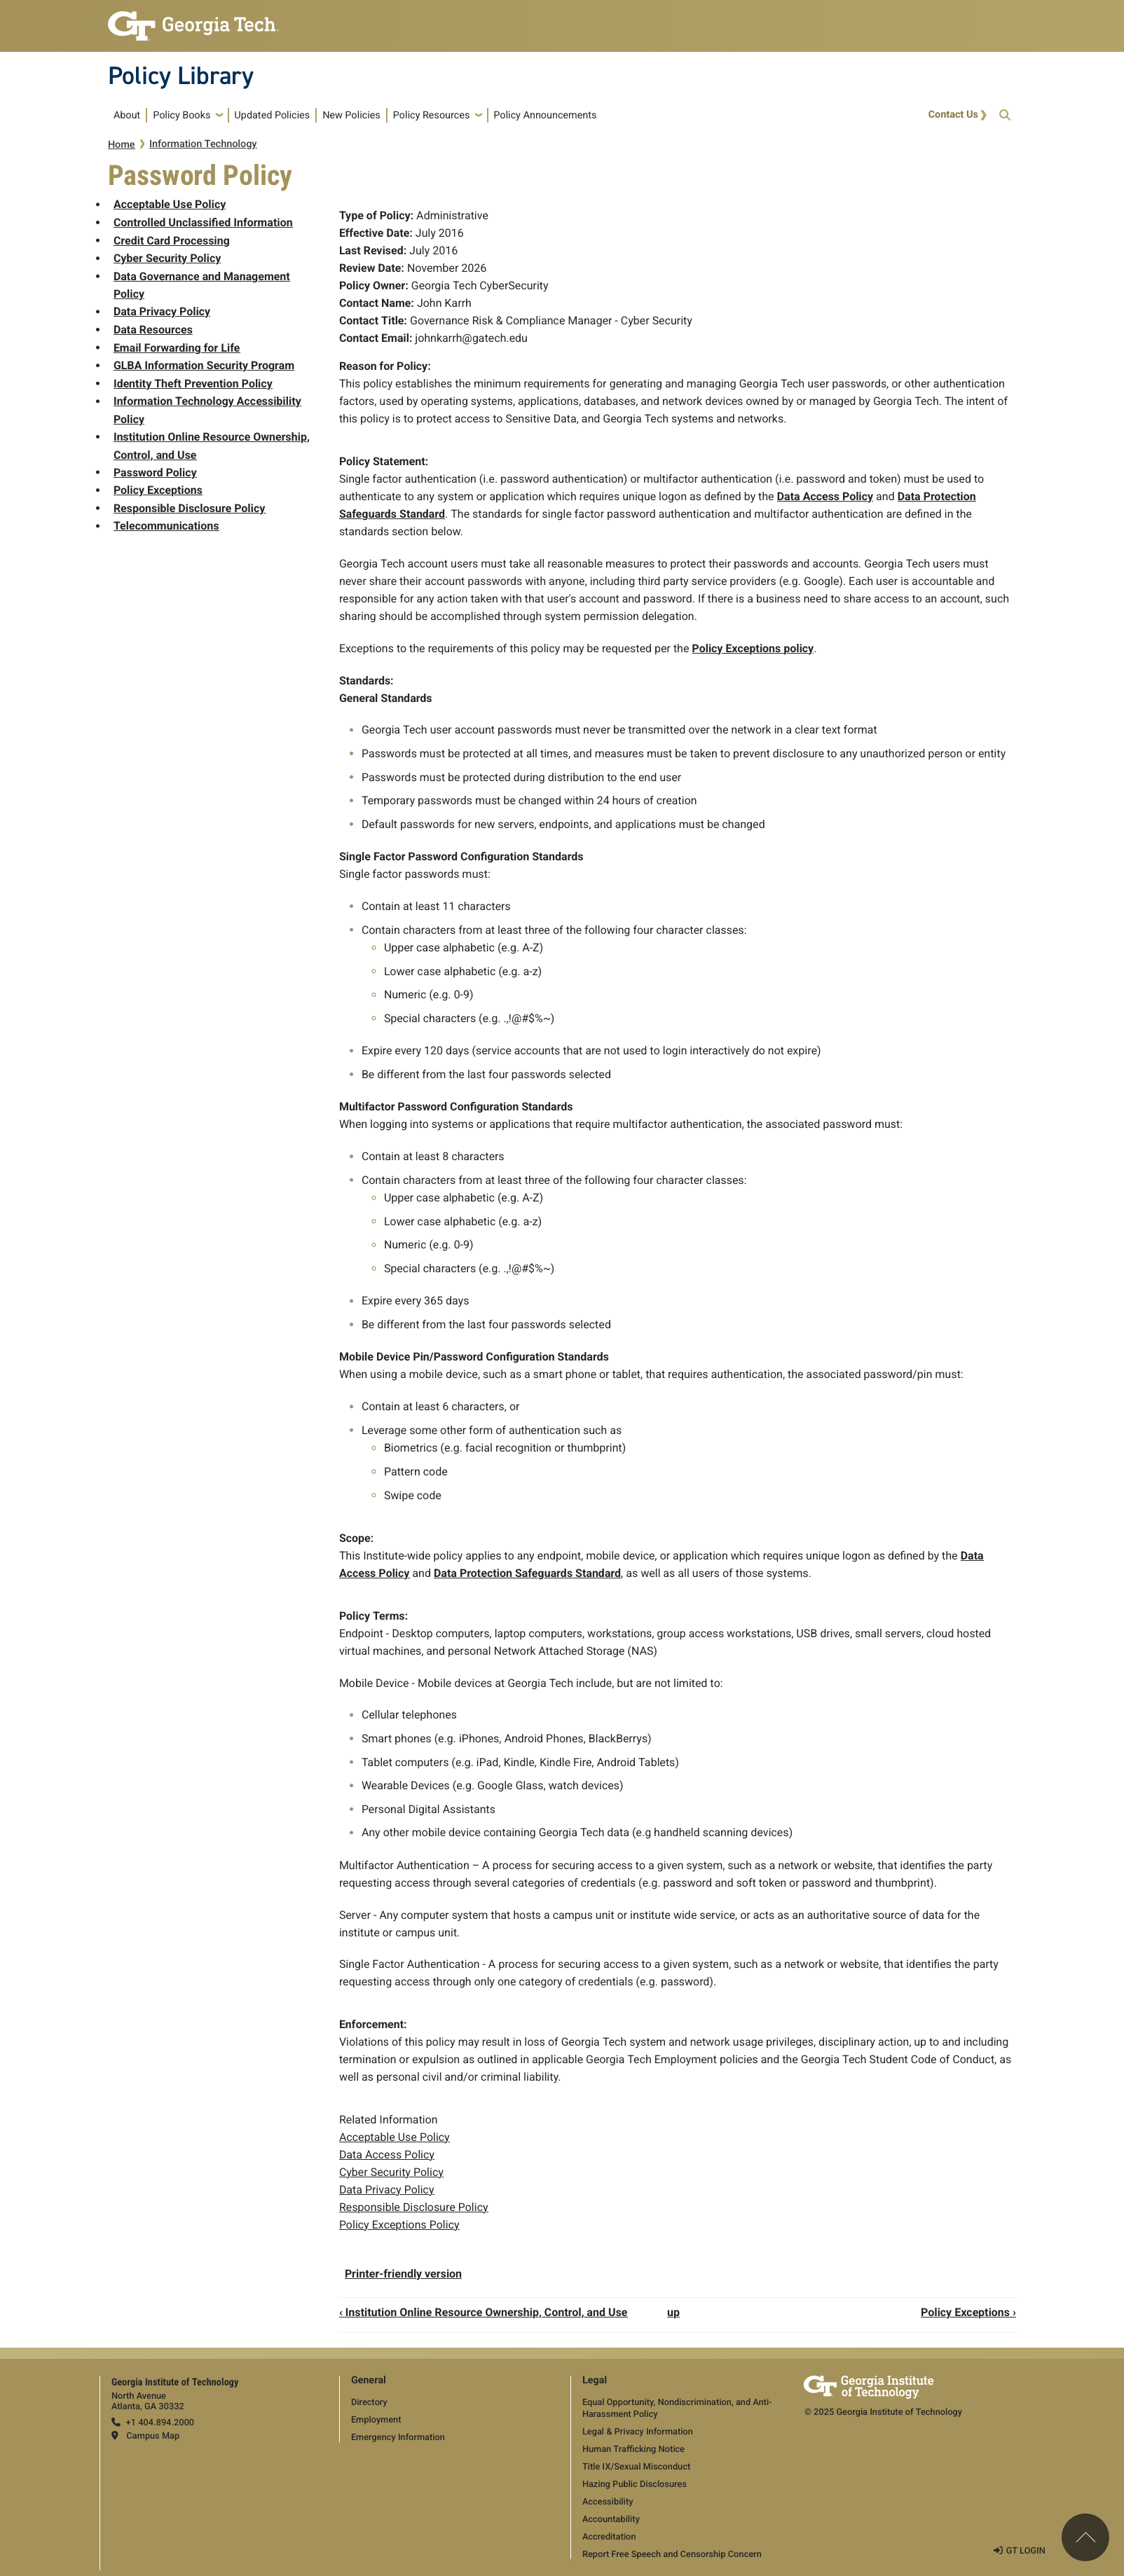 GT Georgia Tech
Policy Library
About
Policy Books
Updated Policies
New Policies
Policy Resources
Policy Announcements
Contact Us
Home
Information Technology
Password Policy
Acceptable Use Policy
Controlled Unclassified Information
Credit Card Processing
Cyber Security Policy
Data Governance and Management
Policy
Data Privacy Policy
Data Resources
Email Forwarding for Life
GLBA Information Security Program
Identity Theft Prevention Policy
Information Technology Accessibility
Policy
Institution Online Resource Ownership,
Control, and Use
Password Policy
Policy Exceptions
Responsible Disclosure Policy
Telecommunications
Type of Policy: Administrative
Effective Date: July 2016
Last Revised: July 2016
Review Date: November 2026
Policy Owner: Georgia Tech CyberSecurity
Contact Name: John Karrh
Contact Title: Governance Risk & Compliance Manager - Cyber Security
Contact Email: johnkarrh@gatech.edu
Reason for Policy:
This policy establishes the minimum requirements for generating and managing Georgia Tech user passwords, or other authentication
factors, used by operating systems, applications, databases, and network devices owned by or managed by Georgia Tech. The intent of
this policy is to protect access to Sensitive Data, and Georgia Tech systems and networks.
Policy Statement:
Single factor authentication (i.e. password authentication) or multifactor authentication (i.e. password and token) must be used to
authenticate to any system or application which requires unique logon as defined by the Data Access Policy and Data Protection
Safeguards Standard. The standards for single factor password authentication and multifactor authentication are defined in the
standards section below.
Georgia Tech account users must take all reasonable measures to protect their passwords and accounts. Georgia Tech users must
never share their account passwords with anyone, including third party service providers (e.g. Google). Each user is accountable and
responsible for any action taken with that user's account and password. If there is a business need to share access to an account, such
sharing should be accomplished through system permission delegation.
Exceptions to the requirements of this policy may be requested per the Policy Exceptions policy.
Standards:
General Standards
Georgia Tech user account passwords must never be transmitted over the network in a clear text format
Passwords must be protected at all times, and measures must be taken to prevent disclosure to any unauthorized person or entity
Passwords must be protected during distribution to the end user
Temporary passwords must be changed within 24 hours of creation
Default passwords for new servers, endpoints, and applications must be changed
Single Factor Password Configuration Standards
Single factor passwords must:
Contain at least 11 characters
Contain characters from at least three of the following four character classes:
Upper case alphabetic (e.g. A-Z)
Lower case alphabetic (e.g. a-z)
Numeric (e.g. 0-9)
Special characters (e.g. .,!@#$%~)
Expire every 120 days (service accounts that are not used to login interactively do not expire)
Be different from the last four passwords selected
Multifactor Password Configuration Standards
When logging into systems or applications that require multifactor authentication, the associated password must:
Contain at least 8 characters
Contain characters from at least three of the following four character classes:
Upper case alphabetic (e.g. A-Z)
Lower case alphabetic (e.g. a-z)
Numeric (e.g. 0-9)
Special characters (e.g. .,!@#$%~)
Expire every 365 days
Be different from the last four passwords selected
Mobile Device Pin/Password Configuration Standards
When using a mobile device, such as a smart phone or tablet, that requires authentication, the associated password/pin must:
Contain at least 6 characters, or
Leverage some other form of authentication such as
Biometrics (e.g. facial recognition or thumbprint)
Pattern code
Swipe code
Scope:
This Institute-wide policy applies to any endpoint, mobile device, or application which requires unique logon as defined by the Data
Access Policy and Data Protection Safeguards Standard, as well as all users of those systems.
Policy Terms:
Endpoint - Desktop computers, laptop computers, workstations, group access workstations, USB drives, small servers, cloud hosted
virtual machines, and personal Network Attached Storage (NAS)
Mobile Device - Mobile devices at Georgia Tech include, but are not limited to:
Cellular telephones
Smart phones (e.g. iPhones, Android Phones, BlackBerrys)
Tablet computers (e.g. iPad, Kindle, Kindle Fire, Android Tablets)
Wearable Devices (e.g. Google Glass, watch devices)
Personal Digital Assistants
Any other mobile device containing Georgia Tech data (e.g handheld scanning devices)
Multifactor Authentication – A process for securing access to a given system, such as a network or website, that identifies the party
requesting access through several categories of credentials (e.g. password and soft token or password and thumbprint).
Server - Any computer system that hosts a campus unit or institute wide service, or acts as an authoritative source of data for the
institute or campus unit.
Single Factor Authentication - A process for securing access to a given system, such as a network or website, that identifies the party
requesting access through only one category of credentials (e.g. password).
Enforcement:
Violations of this policy may result in loss of Georgia Tech system and network usage privileges, disciplinary action, up to and including
termination or expulsion as outlined in applicable Georgia Tech Employment policies and the Georgia Tech Student Code of Conduct, as
well as personal civil and/or criminal liability.
Related Information
Acceptable Use Policy
Data Access Policy
Cyber Security Policy
Data Privacy Policy
Responsible Disclosure Policy
Policy Exceptions Policy
Printer-friendly version
‹ Institution Online Resource Ownership, Control, and Use
up
Policy Exceptions ›
Georgia Institute of Technology
North Avenue
Atlanta, GA 30332
+1 404.894.2000
Campus Map
General
Directory
Employment
Emergency Information
Legal
Equal Opportunity, Nondiscrimination, and Anti-
Harassment Policy
Legal & Privacy Information
Human Trafficking Notice
Title IX/Sexual Misconduct
Hazing Public Disclosures
Accessibility
Accountability
Accreditation
Report Free Speech and Censorship Concern
GT Georgia Institute
of Technology
© 2025 Georgia Institute of Technology
GT LOGIN